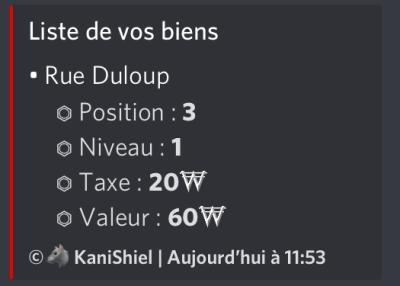 Liste de vos biens
• Rue Duloup
⏣ Position : 3
⏣ Niveau : 1
⏣ Taxe : 20₩
⏣ Valeur : 60₩
© KaniShiel | Aujourd’hui à 11:53